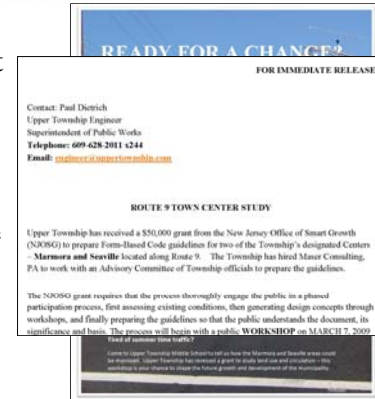 READY FOR A CHANGE?
FOR IMMEDIATE RELEASE
Contact: Paul Dietrich
Upper Township Engineer
Superintendent of Public Works
Telephone: 609-628-2011 x244
Email: engineer@uppertownship.com
ROUTE 9 TOWN CENTER STUDY
Upper Township has received a $50,000 grant from the New Jersey Office of Smart Growth
(NJOSG) to prepare Form-Based Code guidelines for two of the Township's designated Centers
– Marmora and Seaville located along Route 9. The Township has hired Maser Consulting,
PA to work with an Advisory Committee of Township officials to prepare the guidelines.
The NJOSG grant requires that the process thoroughly engage the public in a phased
participation process, first assessing existing conditions, then generating design concepts through
workshops, and finally preparing the guidelines so that the public understands the document, its
significance and basis. The process will begin with a public WORKSHOP on MARCH 7, 2009
Tired of summer time traffic?
Come to Upper Township Middle School to tell us how the Marmora and Seaville areas could
be improved. Upper Township has received a grant to study land use and circulation – this
workshop is your chance to shape the future growth and development of the municipality.